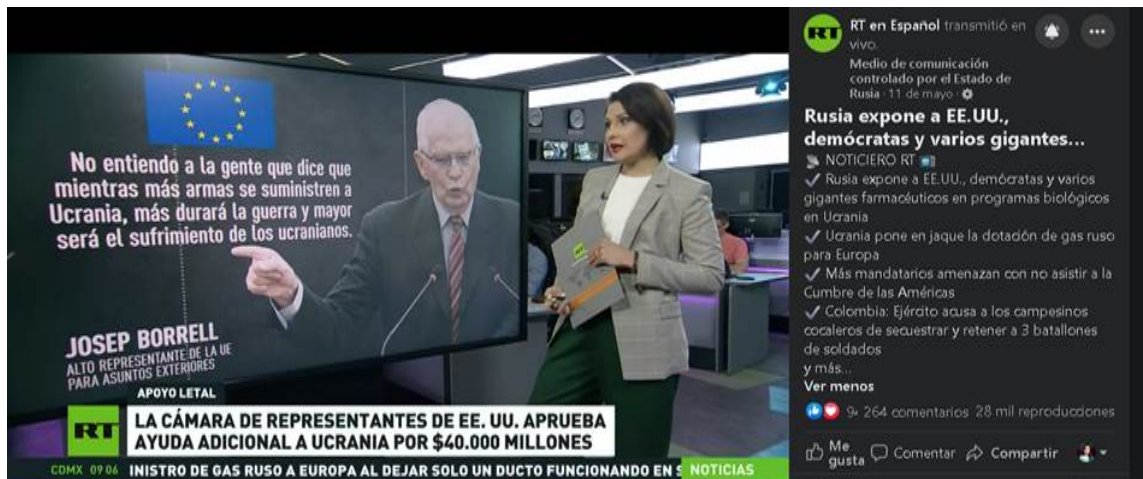 No entiendo a la gente que dice que
mientras más armas se suministren a
Ucrania, más durará la guerra y mayor
será el sufrimiento de los ucranianos.
JOSEP BORRELL
ALTO REPRESENTANTE DE LA UE
PARA ASUNTOS EXTERIORES
APOYO LETAL
RT
LA CÁMARA DE REPRESENTANTES DE EE. UU. APRUEBA
AYUDA ADICIONAL A UCRANIA POR $40.000 MILLONES
CDMX 09 06 INISTRO DE GAS RUSO A EUROPA AL DEJAR SOLO UN DUCTO FUNCIONANDO EN S NOTICIAS
RT
RT en Español transmitió en
vivo.
Medio de comunicación
controlado por el Estado de
Rusia · 11 de mayo ·
Rusia expone a EE.UU.,
demócratas y varios gigantes...
NOTICIERO RT
✓ Rusia expone a EE.UU., demócratas y varios
gigantes farmacéuticos en programas biológicos
en Ucrania
✓ Ucrania pone en jaque la dotación de gas ruso
para Europa
✓ Más mandatarios amenazan con no asistir a la
Cumbre de las Américas
✓ Colombia: Ejército acusa a los campesinos
cocaleros de secuestrar y retener a 3 batallones
de soldados
y más...
Ver menos
264 comentarios 28 mil reproducciones
Me
gusta
Comentar
Compartir